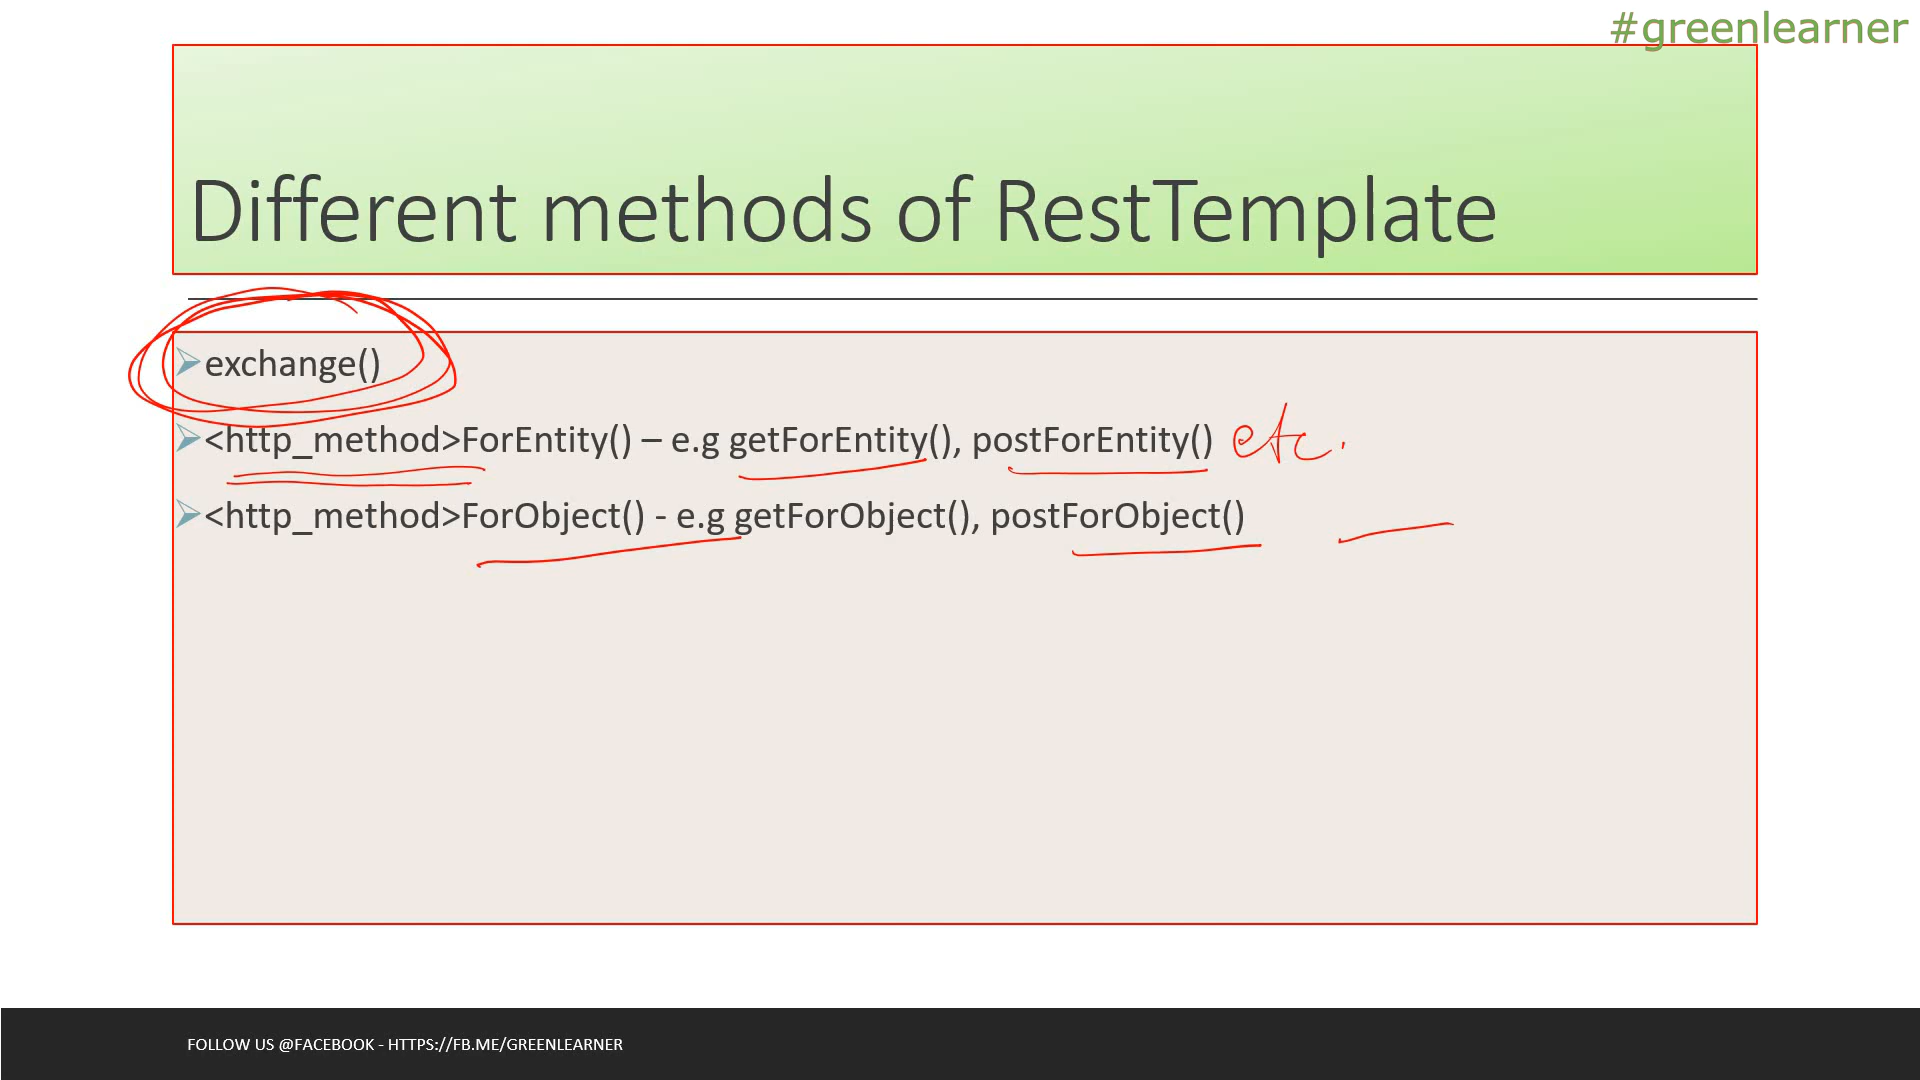 #greenlearner
Different methods of RestTemplate
exchange()
<http_method>ForEntity() – e.g getForEntity(), postForEntity() etc.
<http_method>ForObject() - e.g getForObject(), postForObject()
FOLLOW US @FACEBOOK - HTTPS://FB.ME/GREENLEARNER